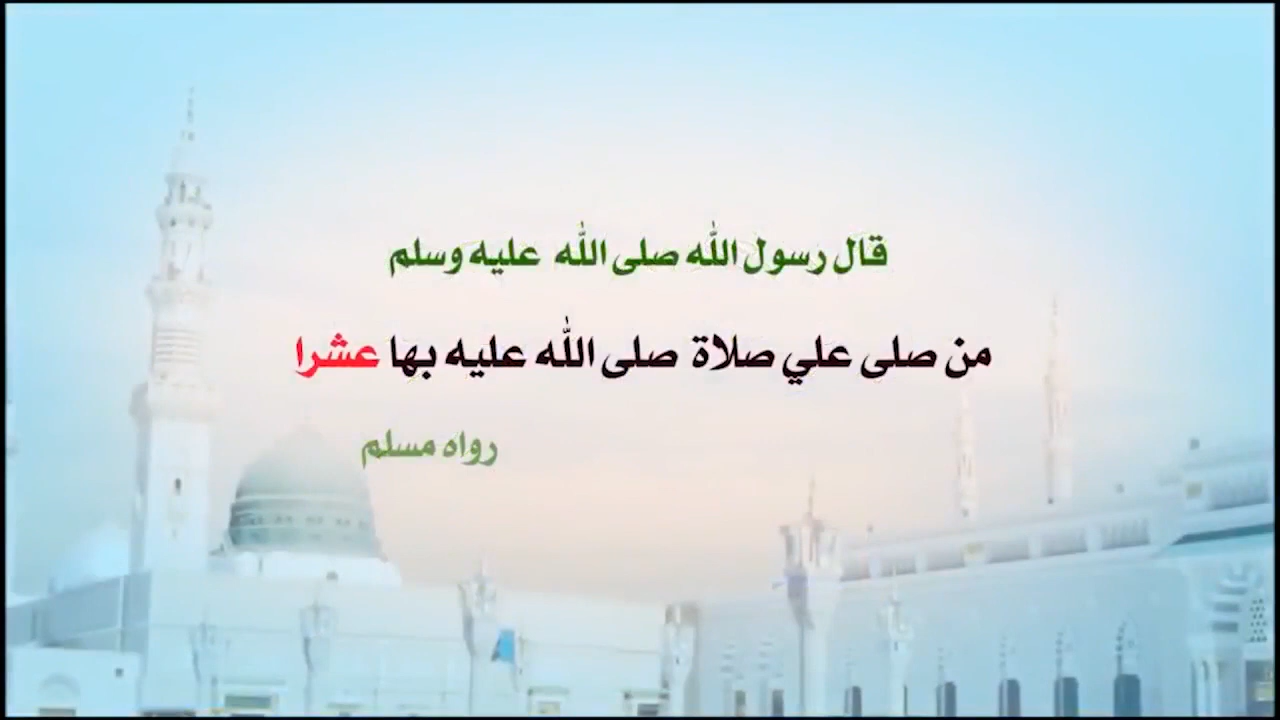 قال رسول الله صلى الله عليه وسلم
من صلى علي صلاة صلى الله عليه بها عشرا
رواه مسلم